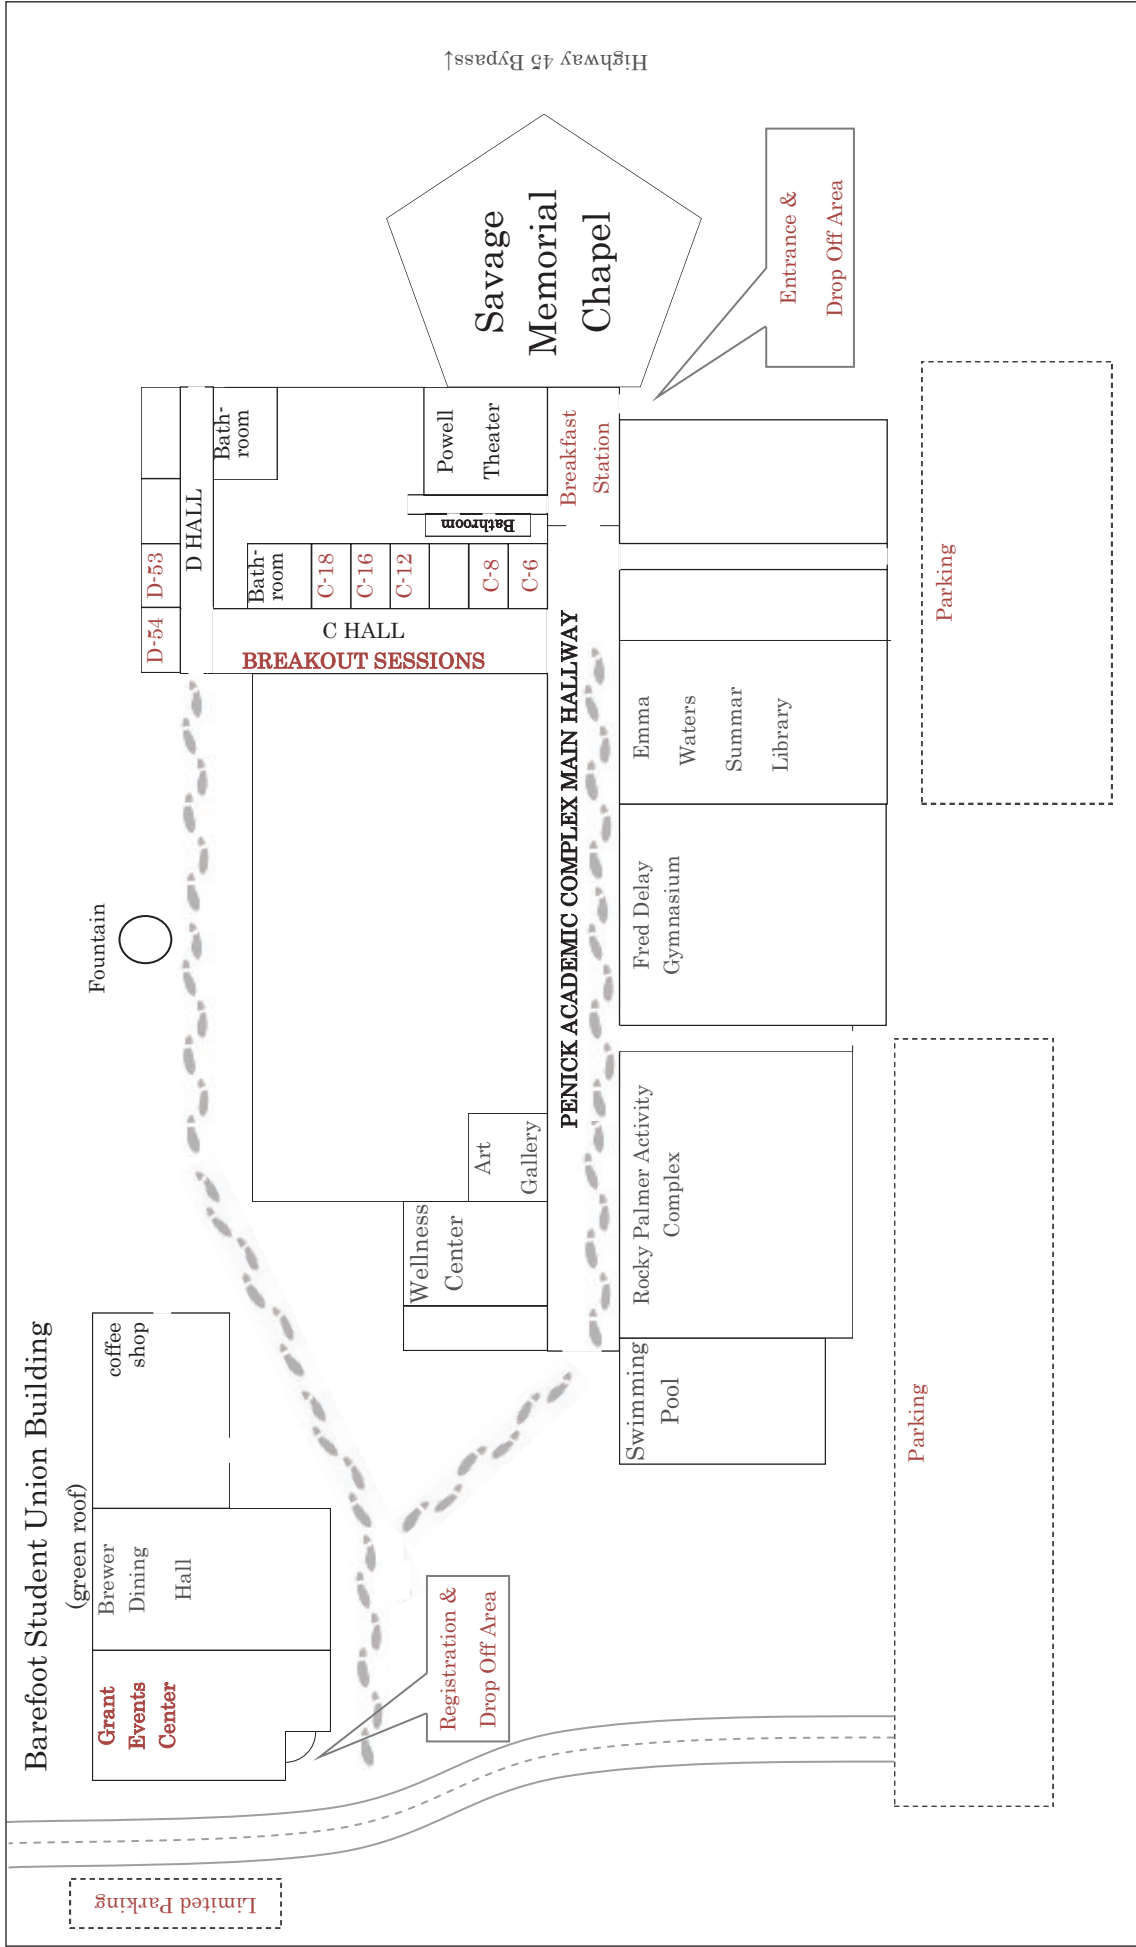 Barefoot Student Union Building
(green roof)
Grant
Events
Center
Brewer
Dining
Hall
coffee
shop
Fountain
D-54
D-53
D HALL
Bath-
room
Bath-
room
C-18
C-16
C-12
C-8
C-6
C HALL
BREAKOUT SESSIONS
Bathroom
Powell
Theater
Breakfast
Station
Savage
Memorial
Chapel
Highway 45 Bypass↓
Entrance &
Drop Off Area
Limited Parking
Registration &
Drop Off Area
Wellness
Center
Art
Gallery
PENICK ACADEMIC COMPLEX MAIN HALLWAY
Swimming
Pool
Rocky Palmer Activity
Complex
Fred Delay
Gymnasium
Emma
Waters
Summar
Library
Parking
Parking